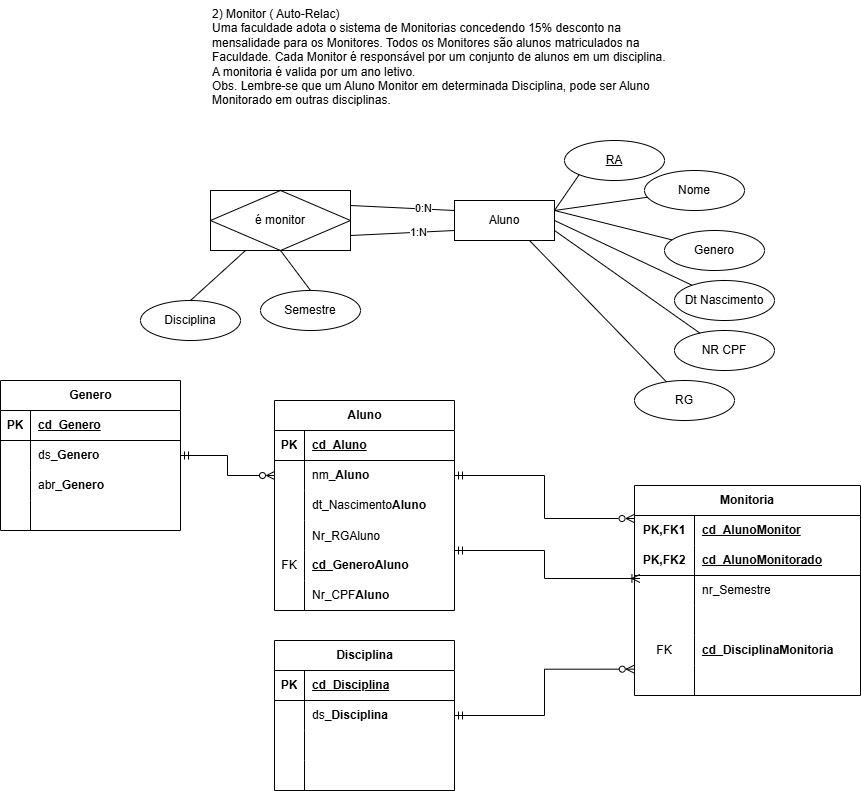 2) Monitor ( Auto-Relac)
Uma faculdade adota o sistema de Monitorias concedendo 15% desconto na
mensalidade para os Monitores. Todos os Monitores são alunos matriculados na
Faculdade. Cada Monitor é responsável por um conjunto de alunos em um disciplina.
A monitoria é valida por um ano letivo.
Obs. Lembre-se que um Aluno Monitor em determinada Disciplina, pode ser Aluno
Monitorado em outras disciplinas.
RA
Nome
é monitor
0:N
1:N
Aluno
Genero
Dt Nascimento
Disciplina
Semestre
NR CPF
RG
Genero
PK cd_Genero
ds_Genero
abr_Genero
Aluno
PK cd_Aluno
nm_Aluno
dt_NascimentoAluno
Nr_RGAluno
FK cd_GeneroAluno
Nr_CPFAluno
Monitoria
PK,FK1 cd_AlunoMonitor
PK,FK2 cd_AlunoMonitorado
nr_Semestre
FK cd_DisciplinaMonitoria
Disciplina
PK cd_Disciplina
ds_Disciplina